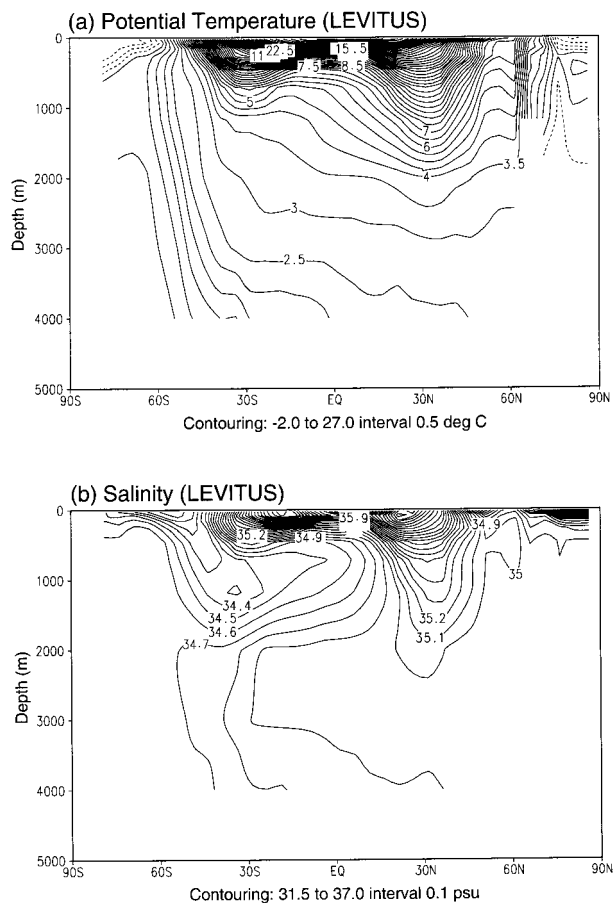 (a) Potential Temperature (LEVITUS)
0
1000
2000
3000
4000
5000
Depth (m)
11 22.5 15.5
7.5 8.5
5
7
6
4
3.5
3
2.5
90S 60S 30S EQ 30N 60N 90N
Contouring: -2.0 to 27.0 interval 0.5 deg C
(b) Salinity (LEVITUS)
0
1000
2000
3000
4000
5000
Depth (m)
35.9
35.2 34.9 34.9
35
34.4
34.5
34.6
34.7
35.2
35.1
90S 60S 30S EQ 30N 60N 90N
Contouring: 31.5 to 37.0 interval 0.1 psu